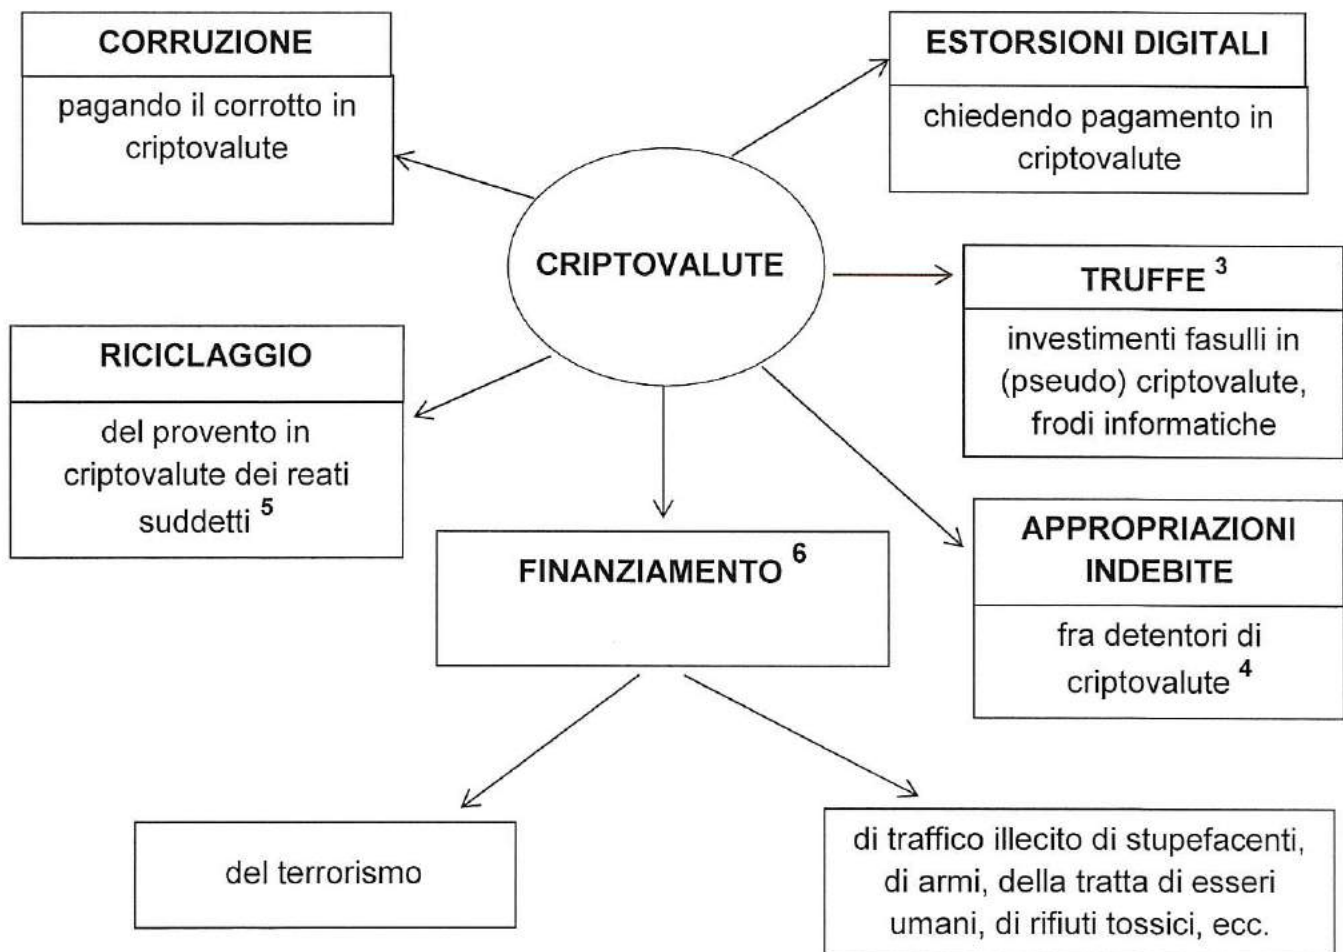 CORRUZIONE
pagando il corrotto in
criptovalute
ESTORSIONI DIGITALI
chiedendo pagamento in
criptovalute
CRIPTOVALUTE
TRUFFE 3
investimenti fasulli in
(pseudo) criptovalute,
frodi informatiche
RICICLAGGIO
del provento in
criptovalute dei reati
suddetti 5
FINANZIAMENTO 6
APPROPRIAZIONI
INDEBITE
fra detentori di
criptovalute 4
del terrorismo
di traffico illecito di stupefacenti,
di armi, della tratta di esseri
umani, di rifiuti tossici, ecc.